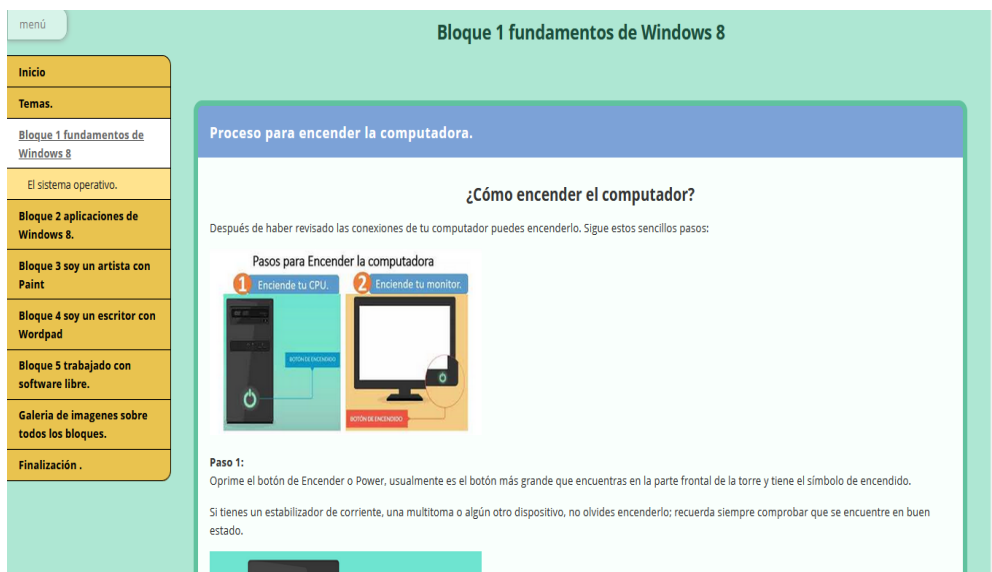 menú
Bloque 1 fundamentos de Windows 8
Inicio
Temas.
Bloque 1 fundamentos de
Windows 8
El sistema operativo.
Bloque 2 aplicaciones de
Windows 8.
Bloque 3 soy un artista con
Paint
Bloque 4 soy un escritor con
Wordpad
Bloque 5 trabajado con
software libre.
Galeria de imagenes sobre
todos los bloques.
Finalización .
Proceso para encender la computadora.
¿Cómo encender el computador?
Después de haber revisado las conexiones de tu computador puedes encenderlo. Sigue estos sencillos pasos:
Pasos para Encender la computadora
1 Enciende tu CPU.
2 Enciende tu monitor.
BOTÓN DE ENCENDIDO
BOTÓN DE ENCENDIDO
Paso 1:
Oprime el botón de Encender o Power, usualmente es el botón más grande que encuentras en la parte frontal de la torre y tiene el símbolo de encendido.
Si tienes un estabilizador de corriente, una multitoma o algún otro dispositivo, no olvides encenderlo; recuerda siempre comprobar que se encuentre en buen
estado.